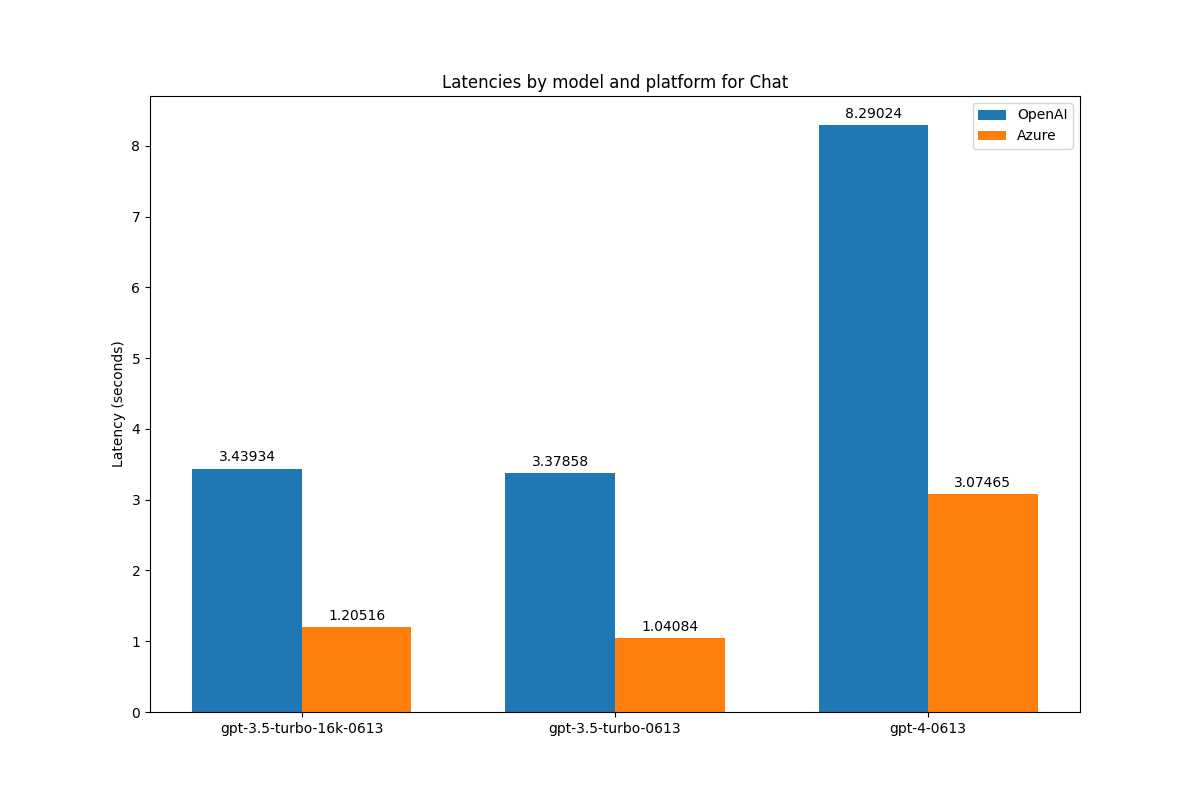 Latencies by model and platform for Chat
OpenAI
Azure
Latency (seconds)
8
7
6
5
4
3
2
1
0
3.43934
1.20516
3.37858
1.04084
8.29024
3.07465
gpt-3.5-turbo-16k-0613
gpt-3.5-turbo-0613
gpt-4-0613